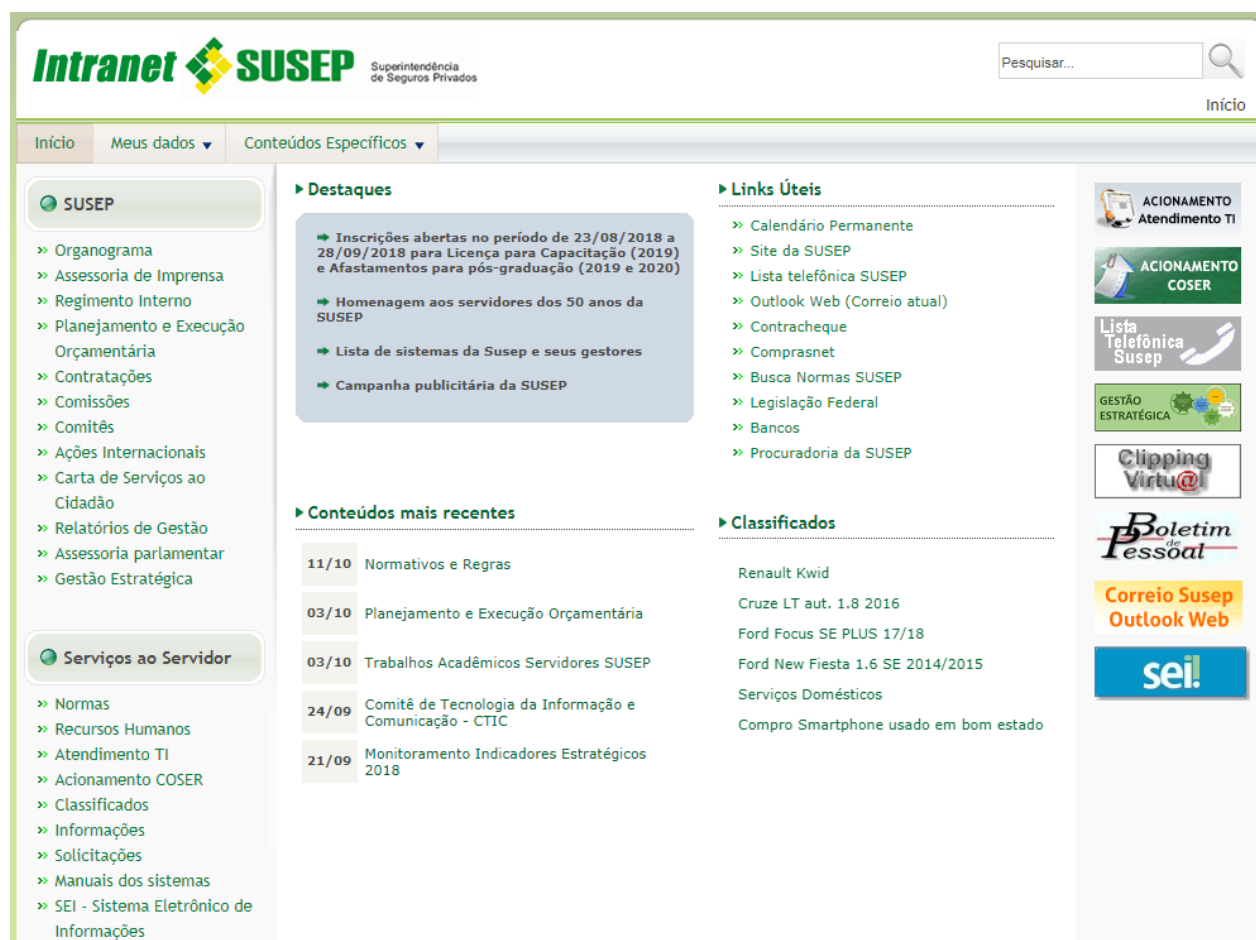 Intranet SUSEP Superintendência
de Seguros Privados
Pesquisar...
Início
Início Meus dados Conteúdos Específicos
SUSEP
Organograma
Assessoria de Imprensa
Regimento Interno
Planejamento e Execução
Orçamentária
Contratações
Comissões
Comitês
Ações Internacionais
Carta de Serviços ao
Cidadão
Relatórios de Gestão
Assessoria parlamentar
Gestão Estratégica
Serviços ao Servidor
Normas
Recursos Humanos
Atendimento TI
Acionamento COSER
Classificados
Informações
Solicitações
Manuais dos sistemas
SEI - Sistema Eletrônico de
Informações
Destaques
Inscrições abertas no período de 23/08/2018 a
28/09/2018 para Licença para Capacitação (2019)
e Afastamentos para pós-graduação (2019 e 2020)
Homenagem aos servidores dos 50 anos da
SUSEP
Lista de sistemas da Susep e seus gestores
Campanha publicitária da SUSEP
Conteúdos mais recentes
11/10 Normativos e Regras
03/10 Planejamento e Execução Orçamentária
03/10 Trabalhos Acadêmicos Servidores SUSEP
24/09 Comitê de Tecnologia da Informação e
Comunicação - CTIC
21/09 Monitoramento Indicadores Estratégicos
2018
Links Úteis
Calendário Permanente
Site da SUSEP
Lista telefônica SUSEP
Outlook Web (Correio atual)
Contracheque
Comprasnet
Busca Normas SUSEP
Legislação Federal
Bancos
Procuradoria da SUSEP
Classificados
Renault Kwid
Cruze LT aut. 1.8 2016
Ford Focus SE PLUS 17/18
Ford New Fiesta 1.6 SE 2014/2015
Serviços Domésticos
Compro Smartphone usado em bom estado
ACIONAMENTO
Atendimento TI
ACIONAMENTO
COSER
Lista
Telefônica
Susep
GESTÃO
ESTRATÉGICA
Clipping
Virtu@l
Boletim
de
Pessoal
Correio Susep
Outlook Web
sei!